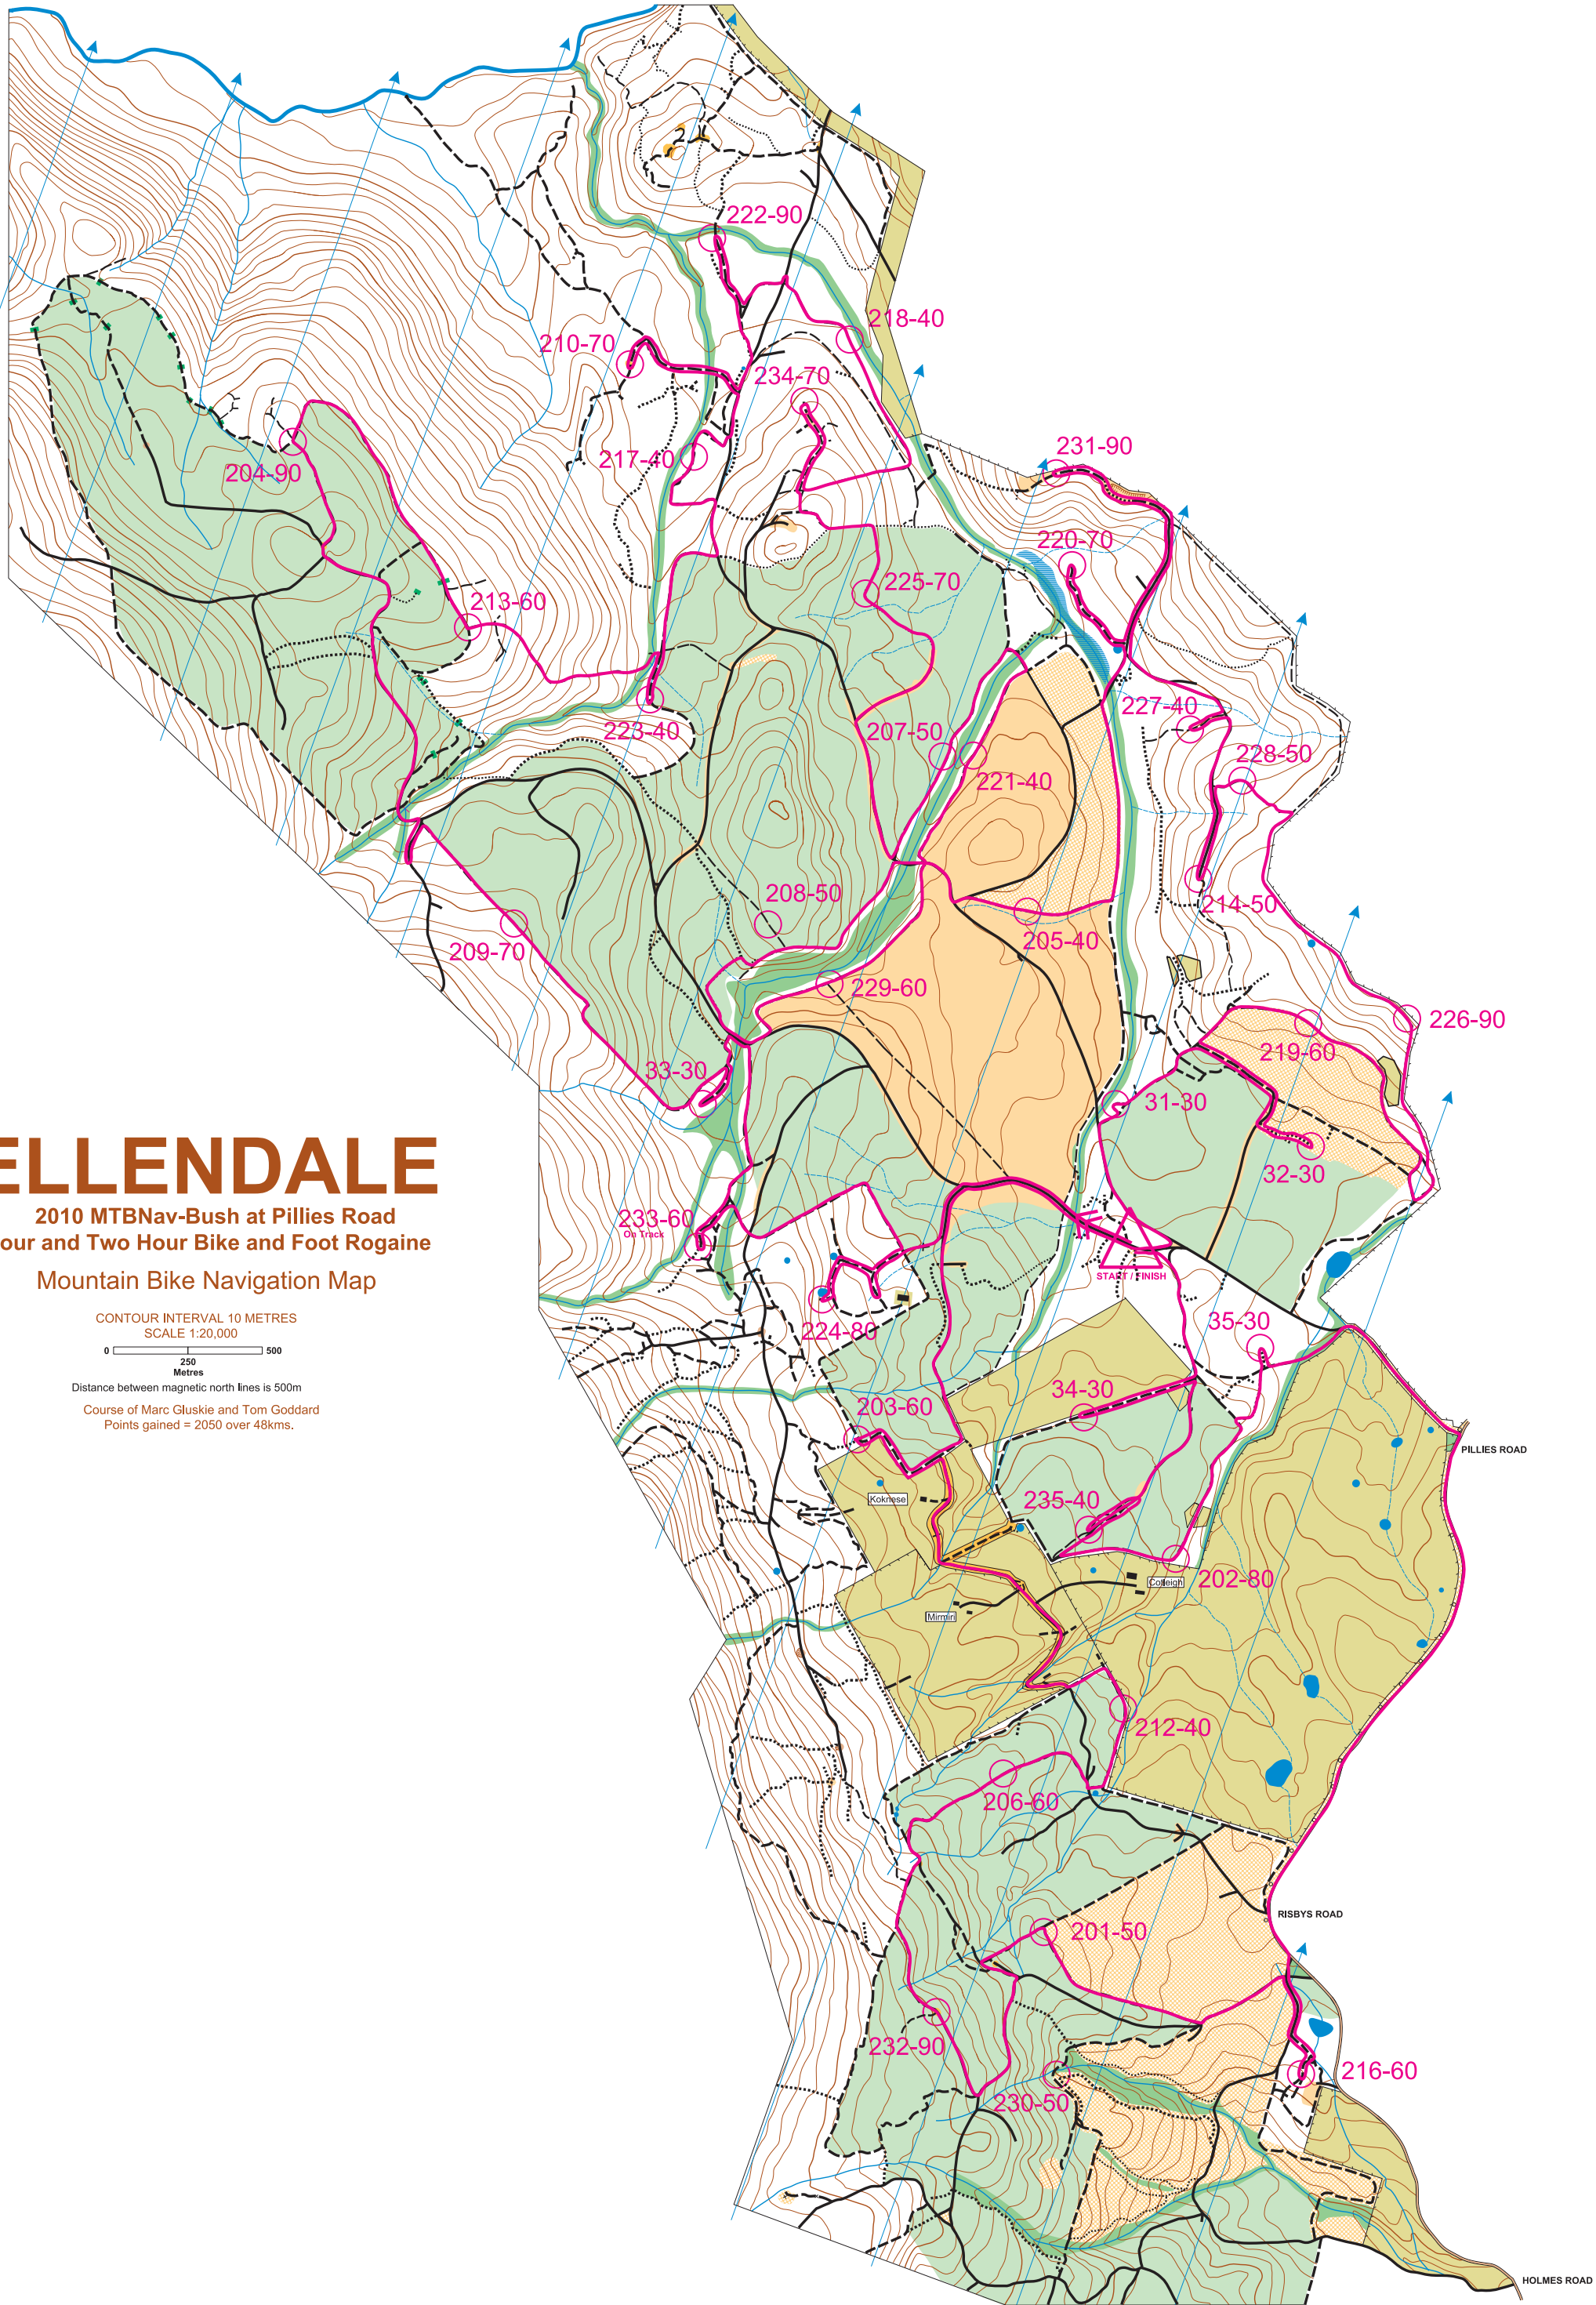 2
222-90
218-40
210-70
234-70
231-90
217-40
204-90
220-70
225-70
213-60
227-40
223-40
207-50
228-50
221-40
208-50
214-50
205-40
209-70
229-60
226-90
219-60
33-30
31-30
32-30
ELLENDALE
2010 MTBNav-Bush at Pillies Road
our and Two Hour Bike and Foot Rogaine
Mountain Bike Navigation Map
CONTOUR INTERVAL 10 METRES
SCALE 1:20,000
0 500
250
Metres
Distance between magnetic north lines is 500m
Course of Marc Gluskie and Tom Goddard
Points gained = 2050 over 48kms.
233-60
On Track
START / FINISH
35-30
224-80
34-30
203-60
PILLIES ROAD
Koknese
235-40
202-80
Cotleigh
Mirmiri
212-40
206-60
RISBYS ROAD
201-50
232-90
216-60
230-50
HOLMES ROAD